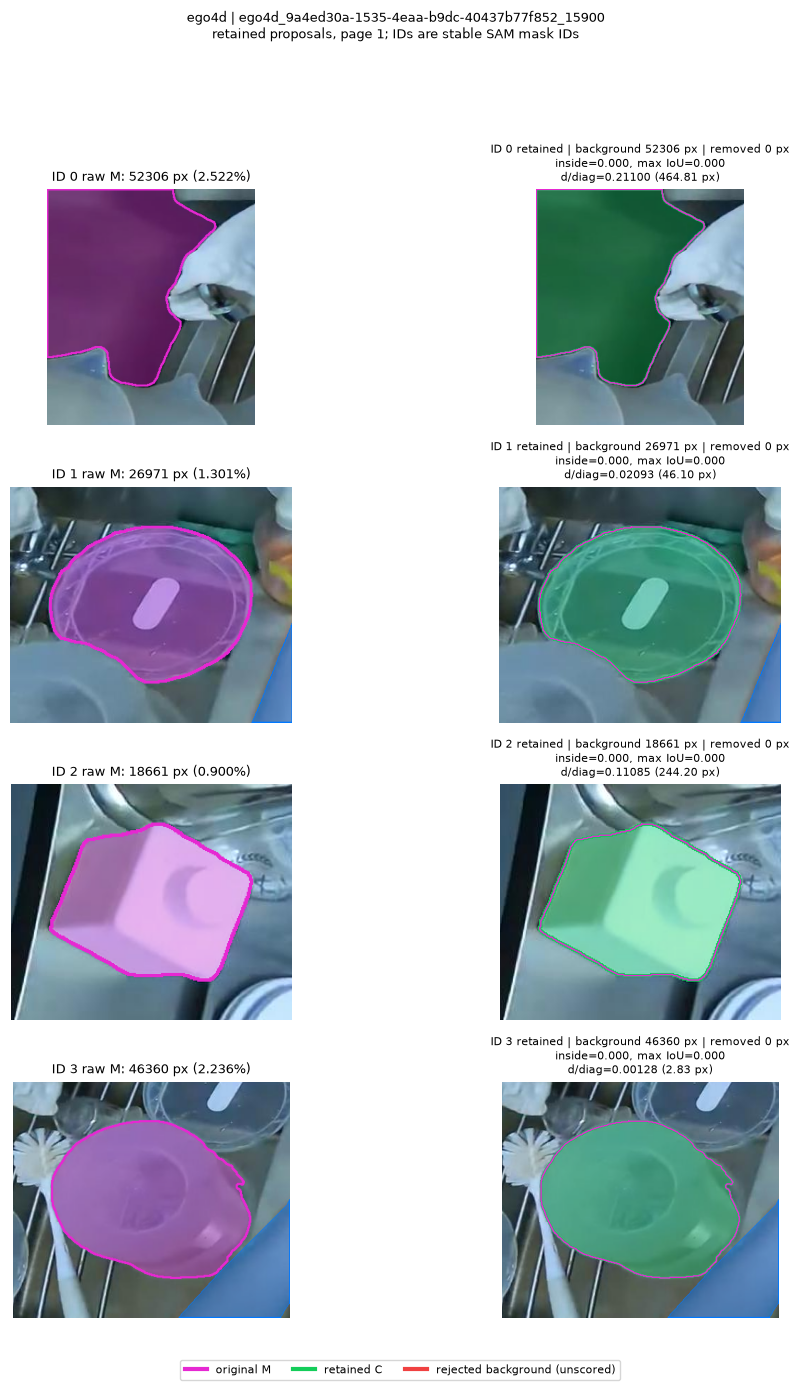 ego4d | ego4d_9a4ed30a-1535-4eaa-b9dc-40437b77f852_15900
retained proposals, page 1; IDs are stable SAM mask IDs
ID 0 raw M: 52306 px (2.522%)
ID 0 retained | background 52306 px | removed 0 px
inside=0.000, max IoU=0.000
d/diag=0.21100 (464.81 px)
ID 1 raw M: 26971 px (1.301%)
ID 1 retained | background 26971 px | removed 0 px
inside=0.000, max IoU=0.000
d/diag=0.02093 (46.10 px)
ID 2 raw M: 18661 px (0.900%)
ID 2 retained | background 18661 px | removed 0 px
inside=0.000, max IoU=0.000
d/diag=0.11085 (244.20 px)
ID 3 raw M: 46360 px (2.236%)
ID 3 retained | background 46360 px | removed 0 px
inside=0.000, max IoU=0.000
d/diag=0.00128 (2.83 px)
original M
retained C
rejected background (unscored)